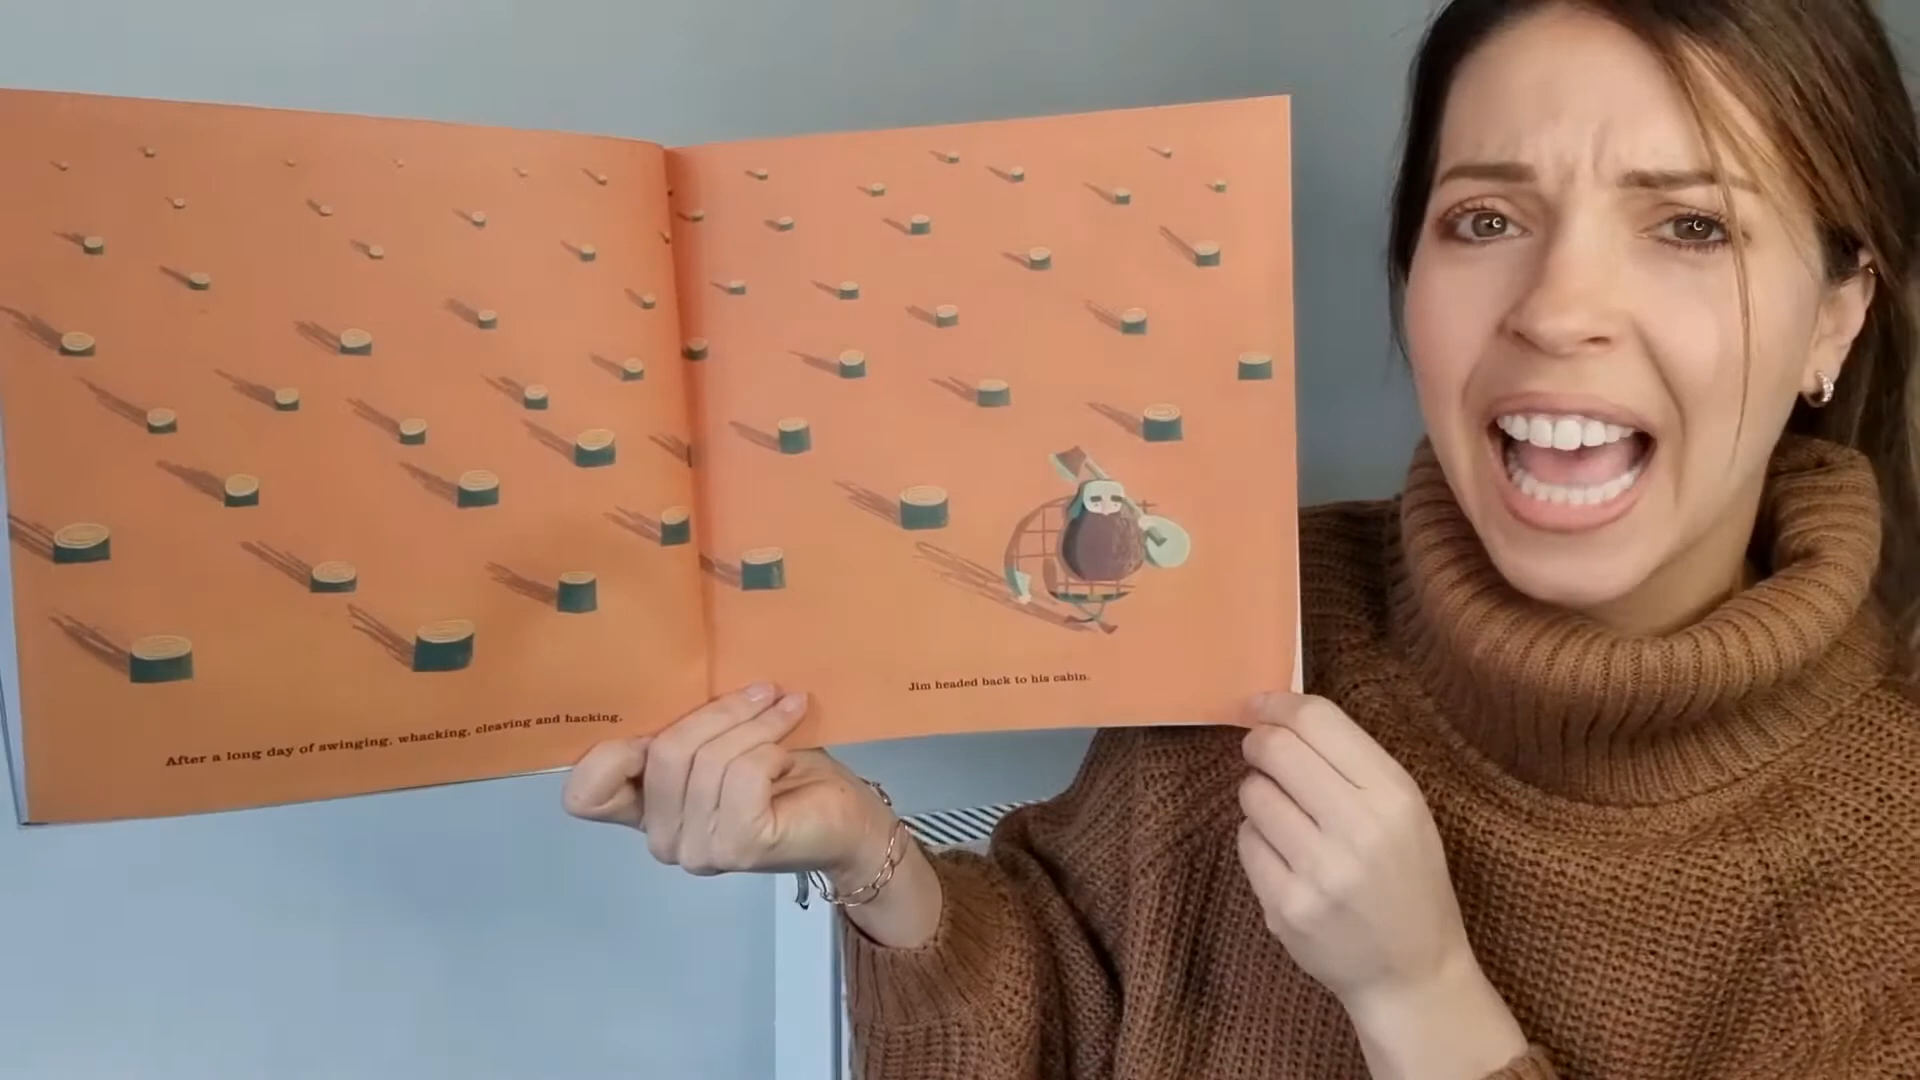 After a long day of swinging, whacking, cleaving and hacking,
Jim headed back to his cabin.